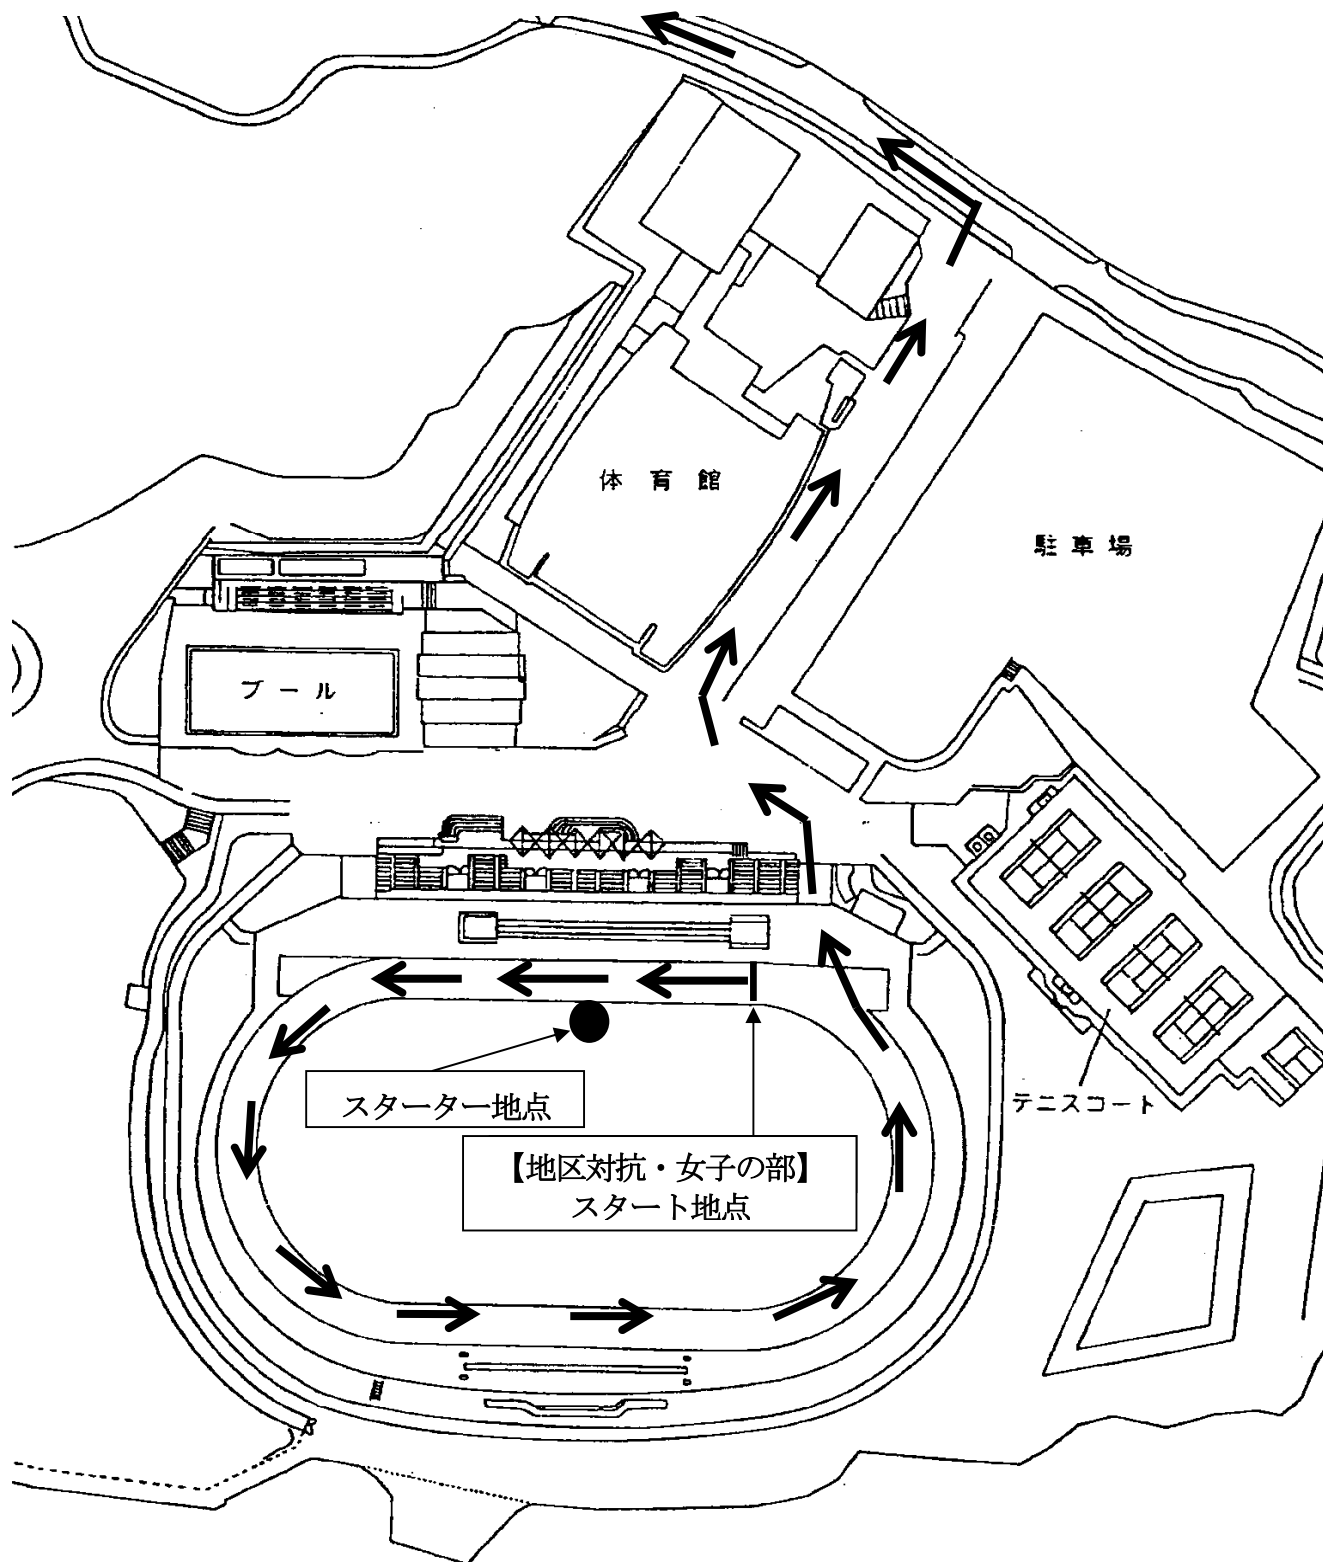 体育館
駐車場
プール
スターター地点
【地区対抗・女子の部】
スタート地点
テニスコート